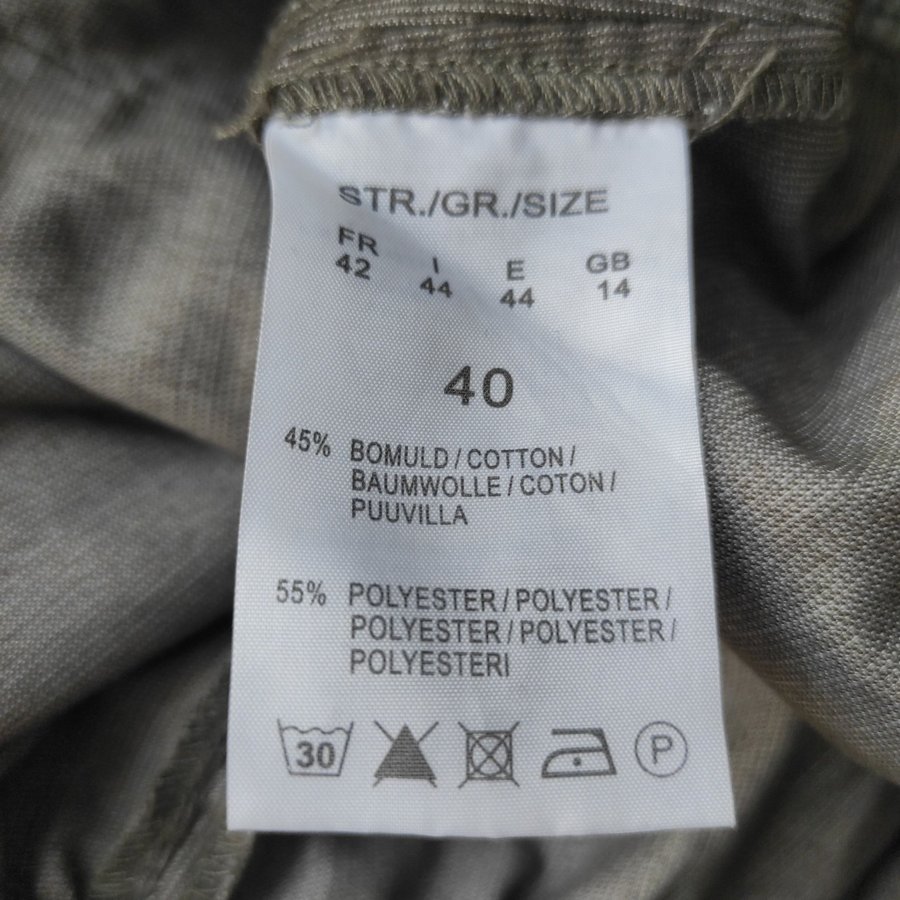 STR./GR./SIZE
FR I E GB
42 44 44 14
40
45% BOMULD / COTTON /
BAUMWOLLE / COTON /
PUUVILLA
55% POLYESTER / POLYESTER /
POLYESTER / POLYESTER /
POLYESTERI
30 P